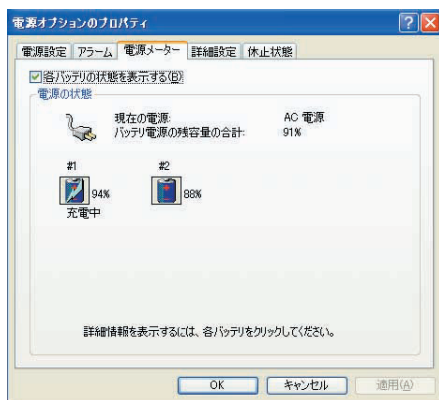 電源オプションのプロパティ
電源設定 アラーム 電源メーター 詳細設定 休止状態
各バッテリの状態を表示する(B)
電源の状態
現在の電源: AC 電源
バッテリ電源の残容量の合計: 91%
#1 #2
94% 88%
充電中
詳細情報を表示するには、各バッテリをクリックしてください。
OK キャンセル 適用(A)